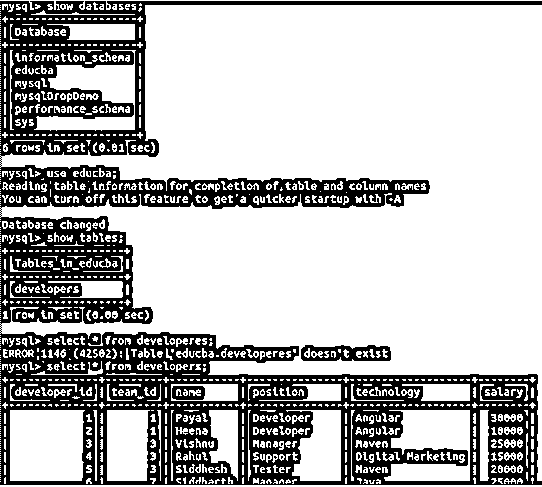 mysql> show databases;
Database
information_schema
educba
mysql
mysqlDropDemo
performance_schema
sys
6 rows in set (0.01 sec)
mysql> use educba;
Reading table information for completion of table and column names
You can turn off this feature to get a quicker startup with -A
Database changed
mysql> show tables;
Tables_in_educba
developers
1 row in set (0.00 sec)
mysql> select * from developeres;
ERROR 1146 (42S02): Table 'educba.developeres' doesn't exist
mysql> select * from developers;
developer_id team_id name position technology salary
1 1 Payal Developer Angular 30000
2 1 Heena Developer Angular 10000
3 3 Vishnu Manager Maven 25000
4 3 Rahul Support Digital Marketing 15000
5 3 Siddhesh Tester Maven 20000
6 7 Siddharth Manager Java 25000